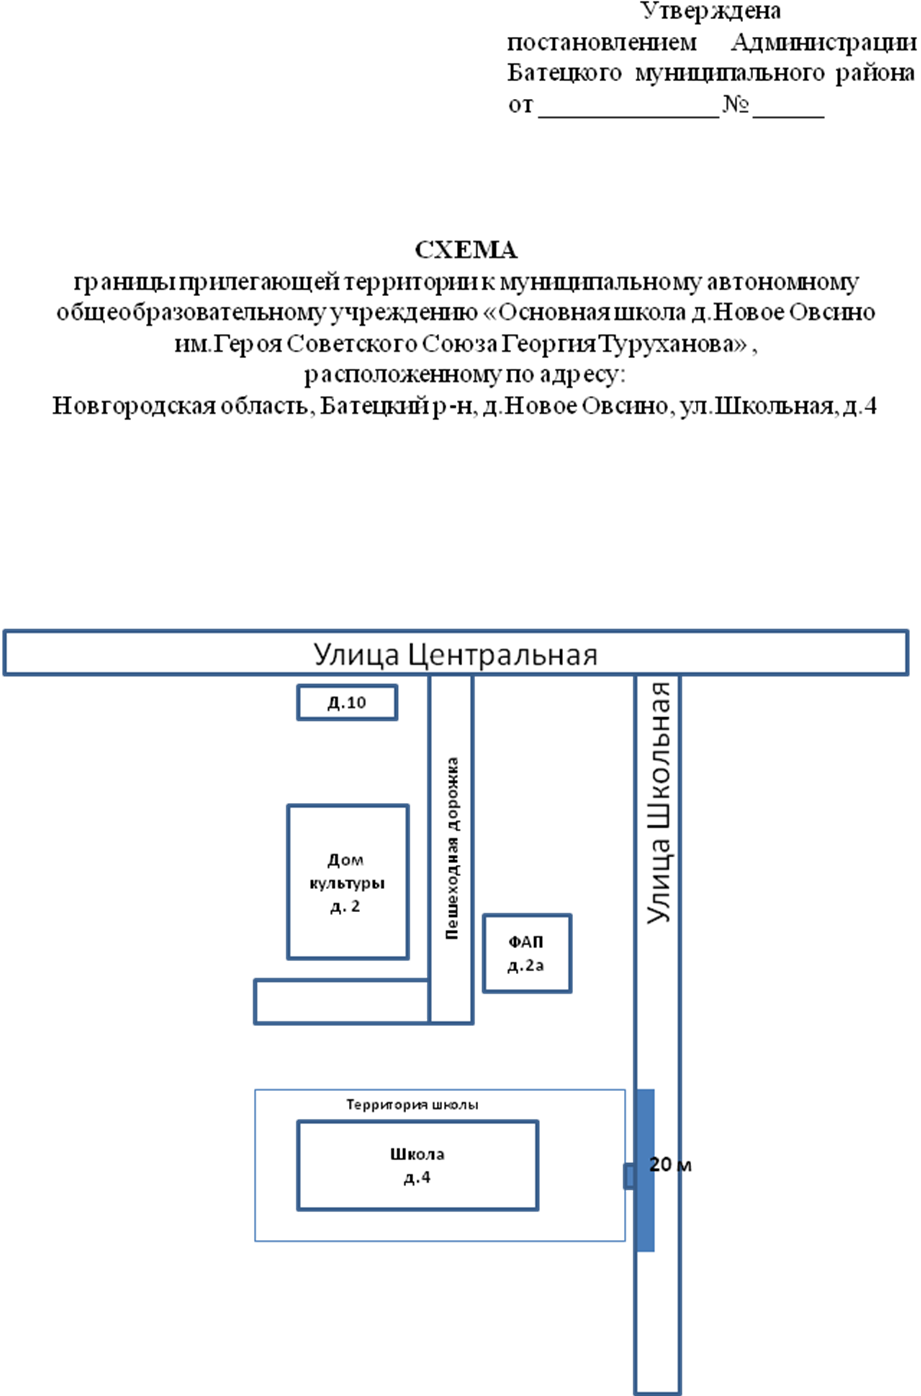 Утверждена
постановлением Администрации
Батецкого муниципального района
от _______________ № ______
СХЕМА
границы прилегающей территории к муниципальному автономному
общеобразовательному учреждению «Основная школа д.Новое Овсино
им.Героя Советского Союза Георгия Туруханова» ,
расположенному по адресу:
Новгородская область, Батецкий р-н, д.Новое Овсино, ул.Школьная, д.4
Улица Центральная
Д.10
Пешеходная дорожка
Улица Школьная
Дом
культуры
д. 2
ФАП
д.2а
Территория школы
Школа
д.4
20 м